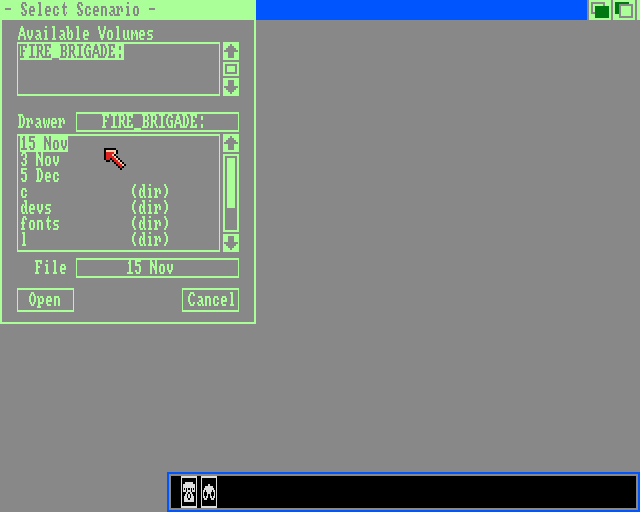 - Select Scenario -
Available Volumes
FIRE_BRIGADE:
Drawer FIRE_BRIGADE:
15 Nov
3 Nov
5 Dec
c (dir)
devs (dir)
fonts (dir)
l (dir)
File 15 Nov
Open Cancel